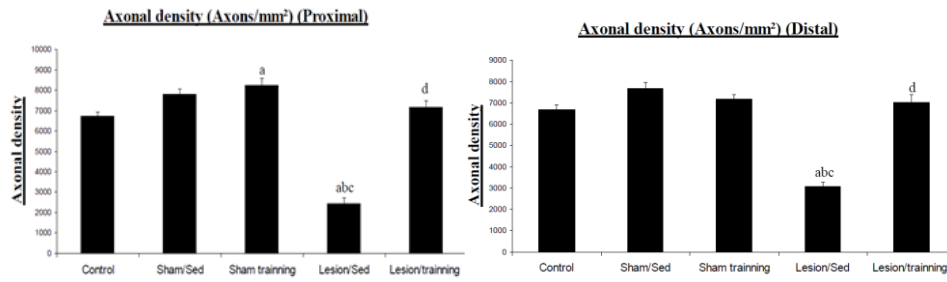 Axonal density (Axons/mm²) (Proximal)
Axonal density
10000
9000
8000
7000
6000
5000
4000
3000
2000
1000
0
a
abc
d
Control Sham/Sed Sham trainning Lesion/Sed Lesion/trainning
Axonal density (Axons/mm²) (Distal)
Axonal density
9000
8000
7000
6000
5000
4000
3000
2000
1000
0
abc
d
Control Sham/Sed Sham trainning Lesion/Sed Lesion/trainning